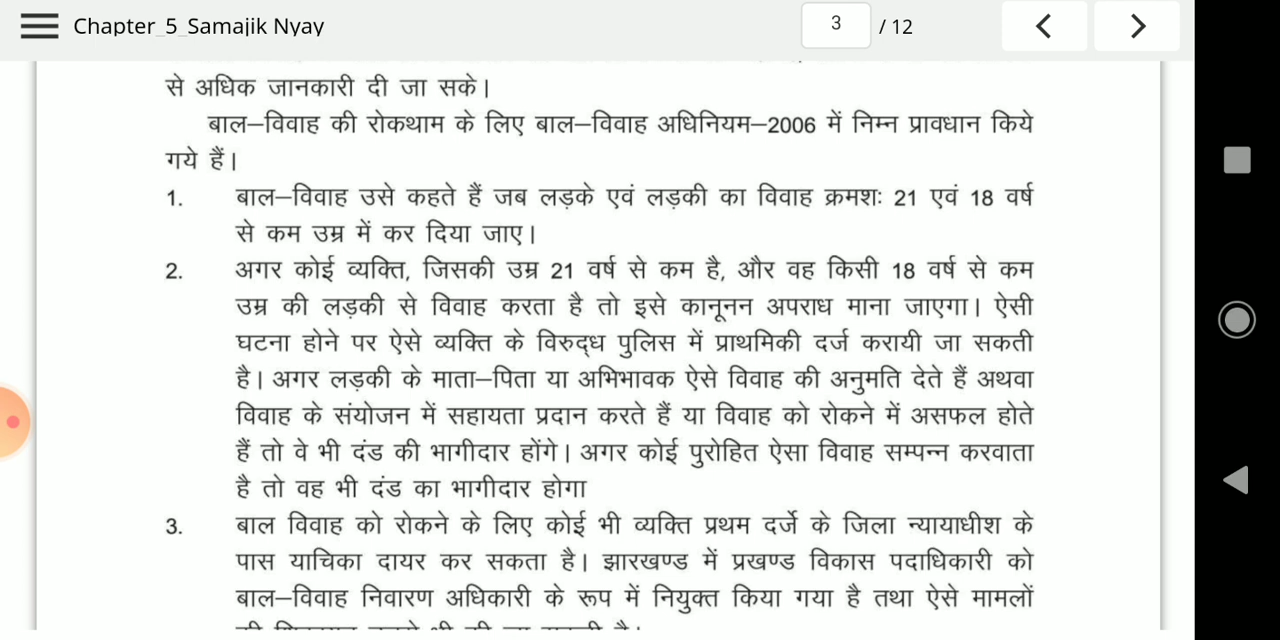 Chapter_5_Samajik Nyay
3 / 12
से अधिक जानकारी दी जा सके।
बाल–विवाह की रोकथाम के लिए बाल–विवाह अधिनियम–2006 में निम्न प्रावधान किये
गये हैं।
1. बाल–विवाह उसे कहते हैं जब लड़के एवं लड़की का विवाह क्रमशः 21 एवं 18 वर्ष
से कम उम्र में कर दिया जाए।
2. अगर कोई व्यक्ति, जिसकी उम्र 21 वर्ष से कम है, और वह किसी 18 वर्ष से कम
उम्र की लड़की से विवाह करता है तो इसे कानूनन अपराध माना जाएगा। ऐसी
घटना होने पर ऐसे व्यक्ति के विरुद्ध पुलिस में प्राथमिकी दर्ज करायी जा सकती
है। अगर लड़की के माता–पिता या अभिभावक ऐसे विवाह की अनुमति देते हैं अथवा
विवाह के संयोजन में सहायता प्रदान करते हैं या विवाह को रोकने में असफल होते
हैं तो वे भी दंड की भागीदार होंगे। अगर कोई पुरोहित ऐसा विवाह सम्पन्न करवाता
है तो वह भी दंड का भागीदार होगा
3. बाल विवाह को रोकने के लिए कोई भी व्यक्ति प्रथम दर्जे के जिला न्यायाधीश के
पास याचिका दायर कर सकता है। झारखण्ड में प्रखण्ड विकास पदाधिकारी को
बाल–विवाह निवारण अधिकारी के रूप में नियुक्त किया गया है तथा ऐसे मामलों